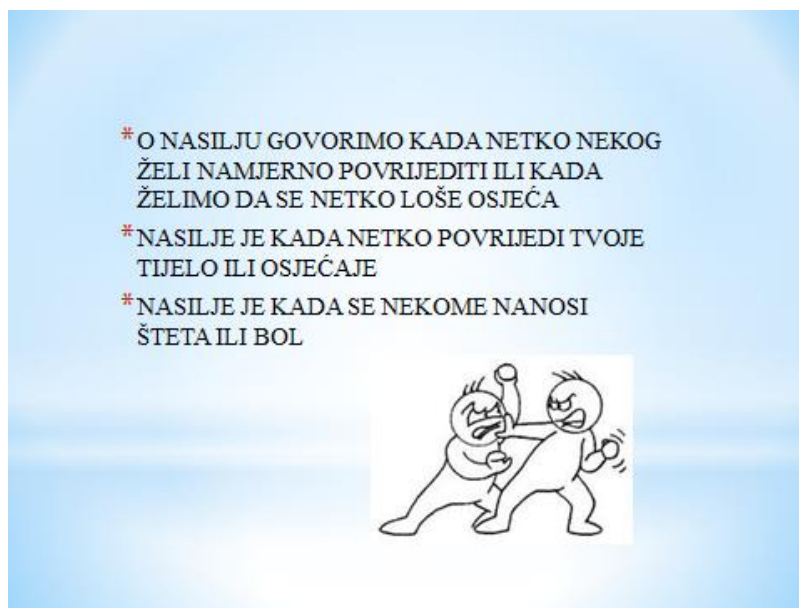 * O NASILJU GOVORIMO KADA NETKO NEKOG
ŽELI NAMJERNO POVRIJEDITI ILI KADA
ŽELIMO DA SE NETKO LOŠE OSJEĆA
* NASILJE JE KADA NETKO POVRIJEDI TVOJE
TIJELO ILI OSJEĆAJE
* NASILJE JE KADA SE NEKOME NANOSI
ŠTETA ILI BOL